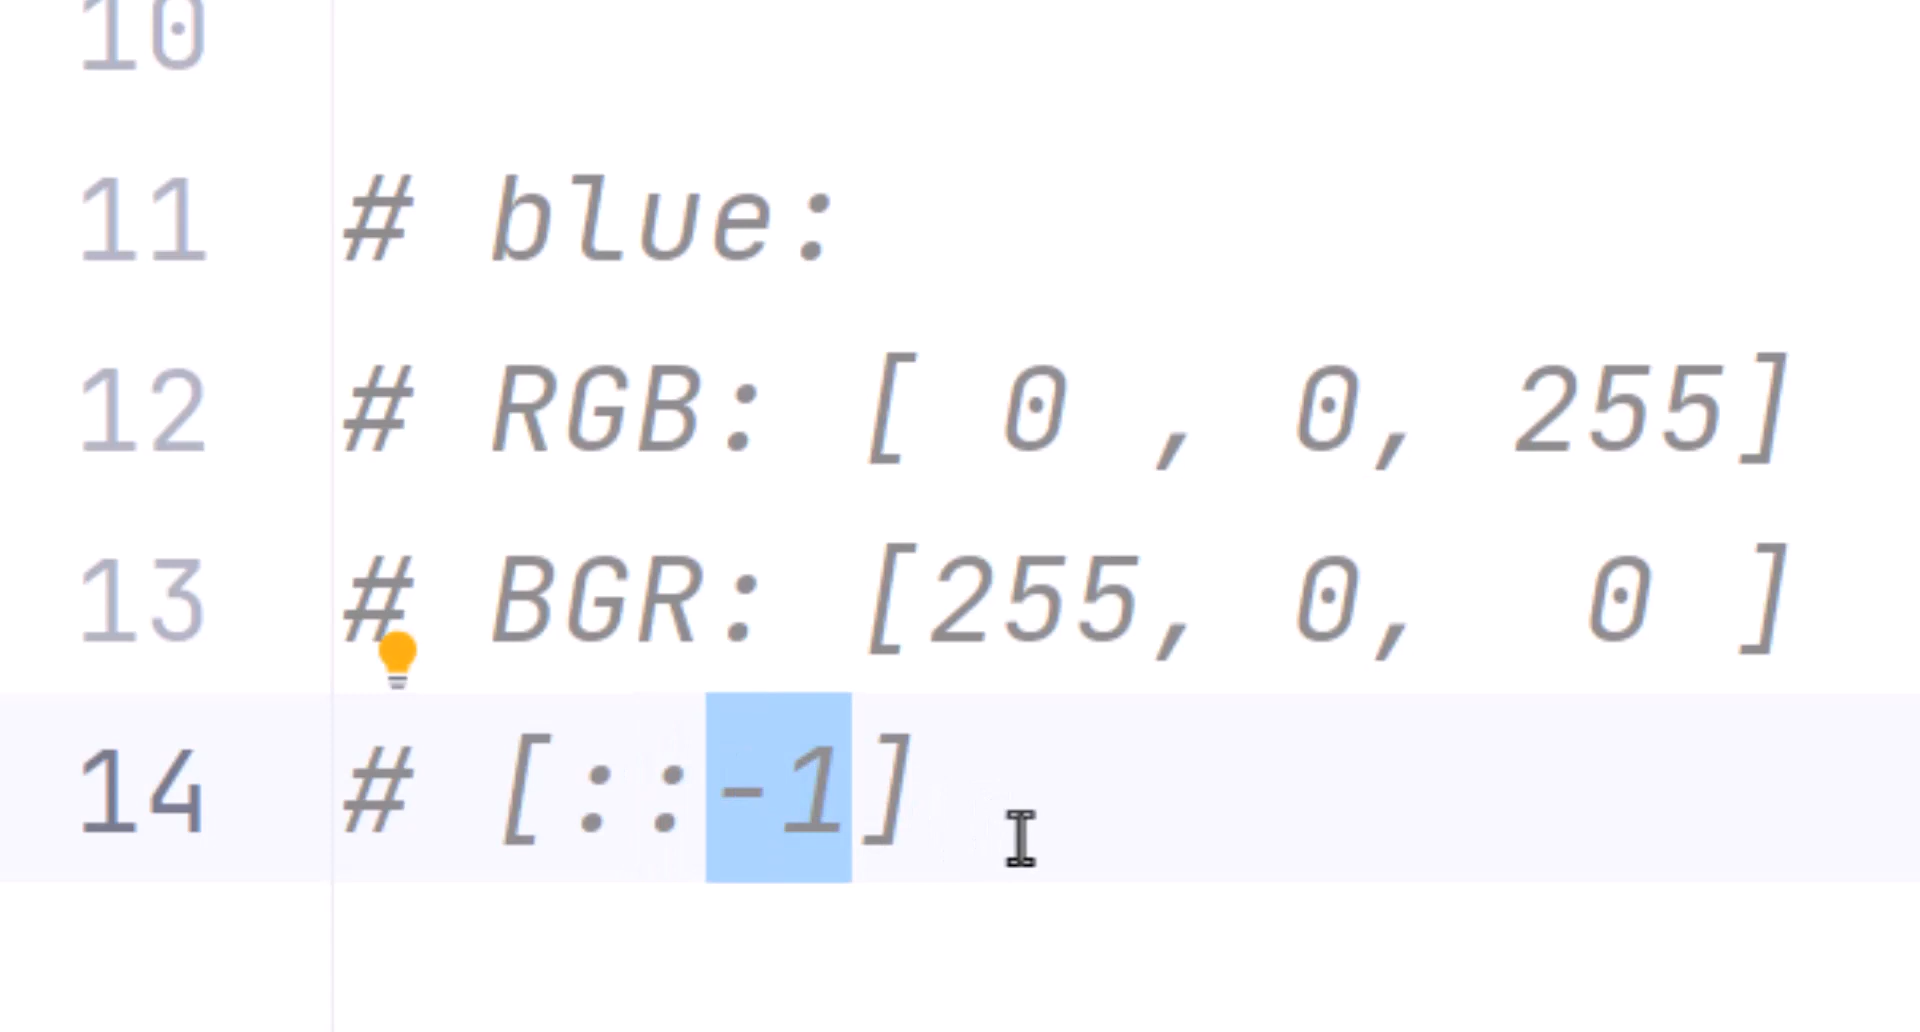 10
11 # blue:
12 # RGB: [ 0 , 0, 255]
13 # BGR: [255, 0,  0 ]
14 # [::-1]